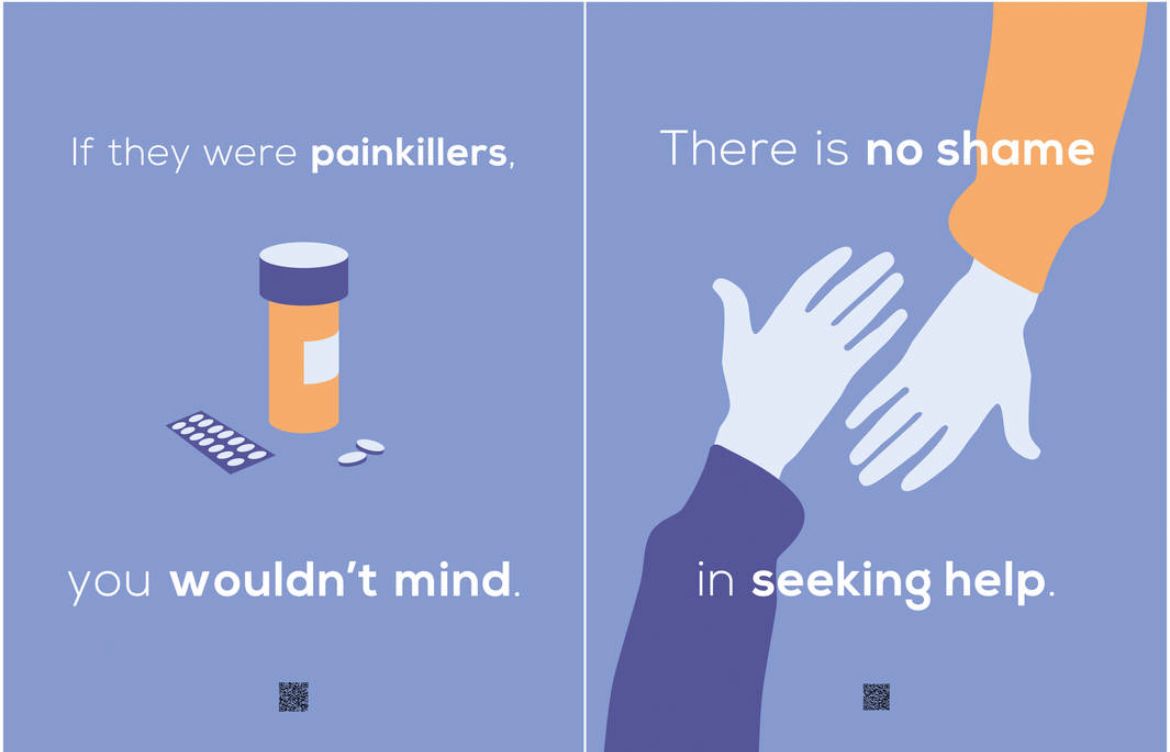 If they were painkillers,
you wouldn't mind.
There is no shame
in seeking help.